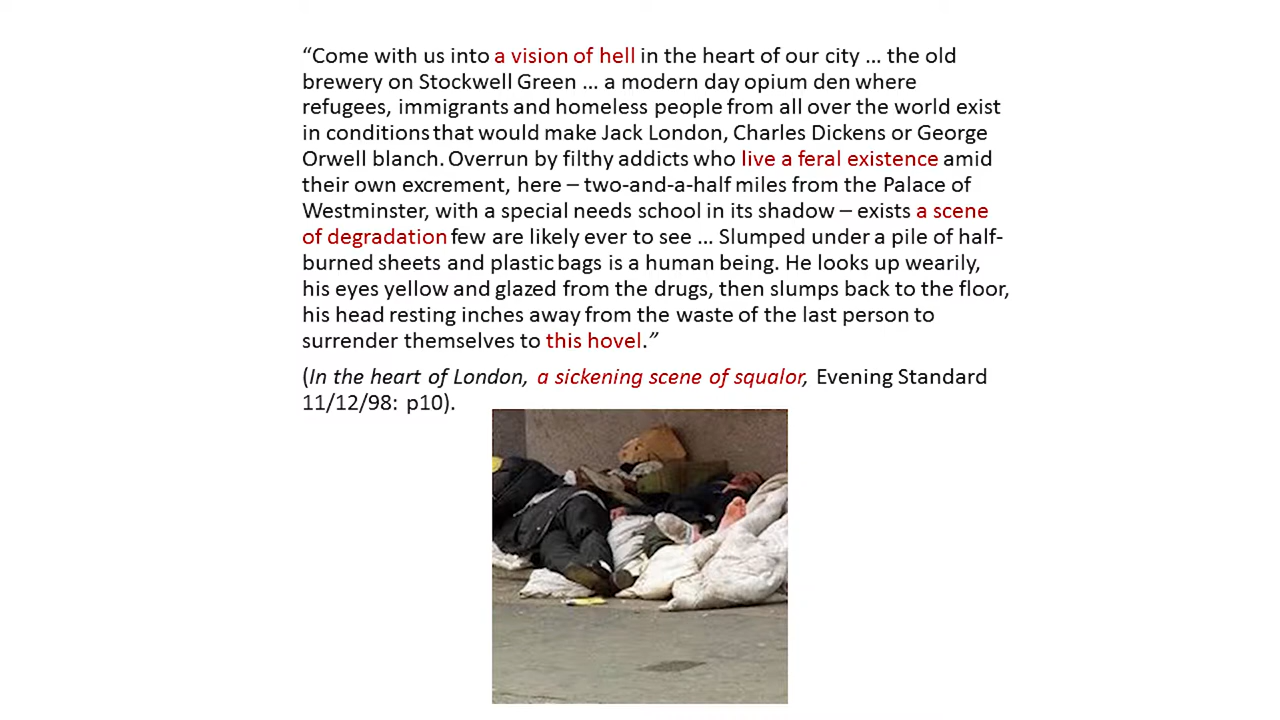 “Come with us into a vision of hell in the heart of our city ... the old
brewery on Stockwell Green ... a modern day opium den where
refugees, immigrants and homeless people from all over the world exist
in conditions that would make Jack London, Charles Dickens or George
Orwell blanch. Overrun by filthy addicts who live a feral existence amid
their own excrement, here – two-and-a-half miles from the Palace of
Westminster, with a special needs school in its shadow – exists a scene
of degradation few are likely ever to see ... Slumped under a pile of half-
burned sheets and plastic bags is a human being. He looks up wearily,
his eyes yellow and glazed from the drugs, then slumps back to the floor,
his head resting inches away from the waste of the last person to
surrender themselves to this hovel.”
(In the heart of London, a sickening scene of squalor, Evening Standard
11/12/98: p10).